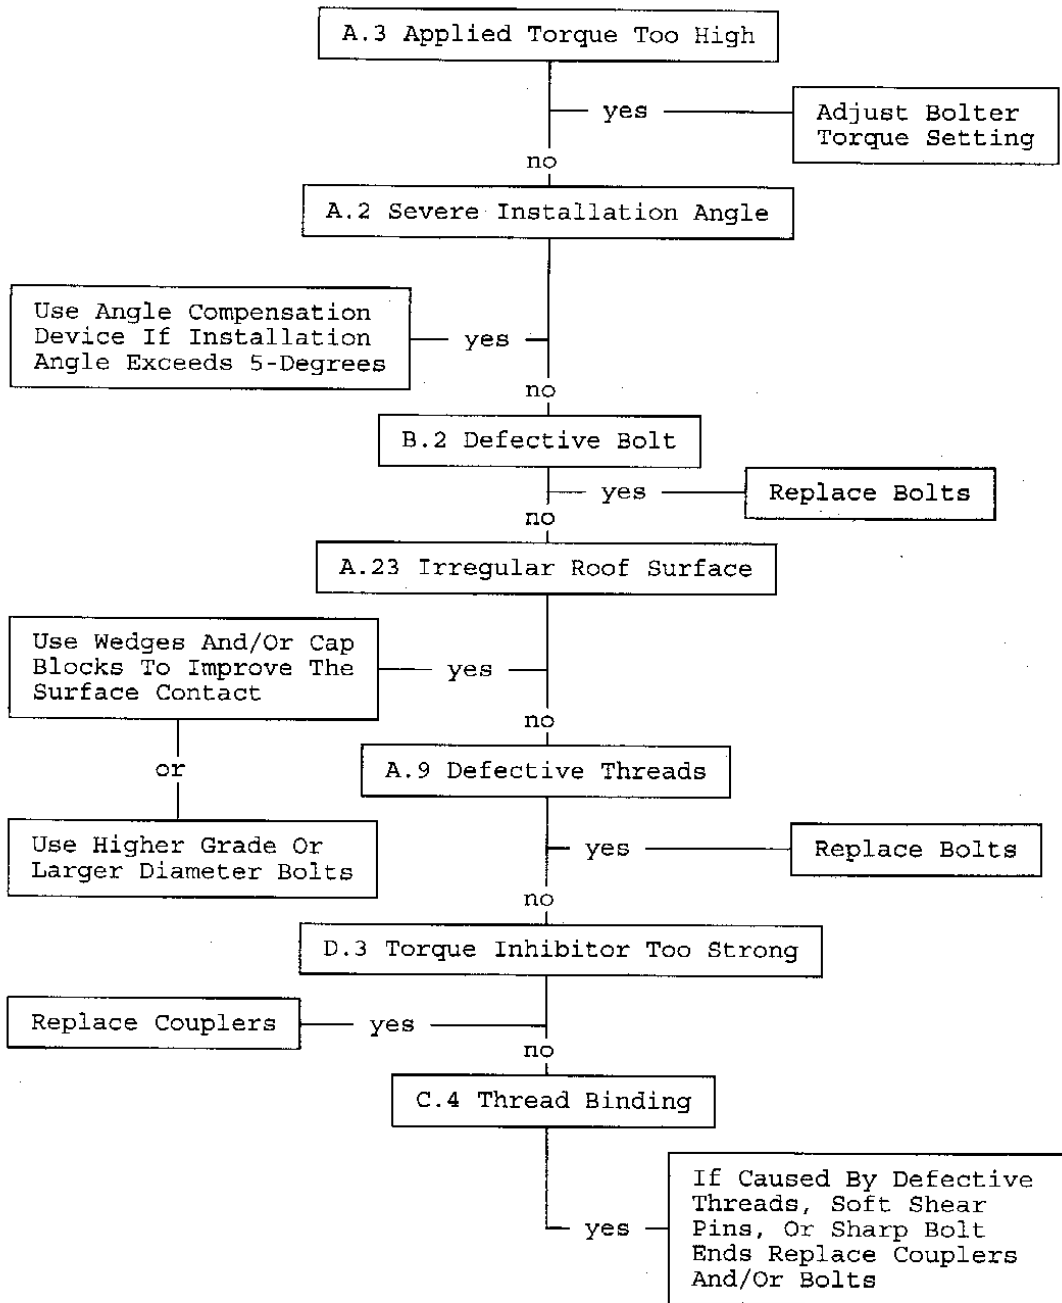 A.3 Applied Torque Too High
yes
Adjust Bolter
Torque Setting
no
A.2 Severe Installation Angle
Use Angle Compensation
Device If Installation
Angle Exceeds 5-Degrees
yes
no
B.2 Defective Bolt
yes
Replace Bolts
no
A.23 Irregular Roof Surface
Use Wedges And/Or Cap
Blocks To Improve The
Surface Contact
yes
no
or
A.9 Defective Threads
Use Higher Grade Or
Larger Diameter Bolts
yes
Replace Bolts
no
D.3 Torque Inhibitor Too Strong
Replace Couplers
yes
no
C.4 Thread Binding
yes
If Caused By Defective
Threads, Soft Shear
Pins, Or Sharp Bolt
Ends Replace Couplers
And/Or Bolts